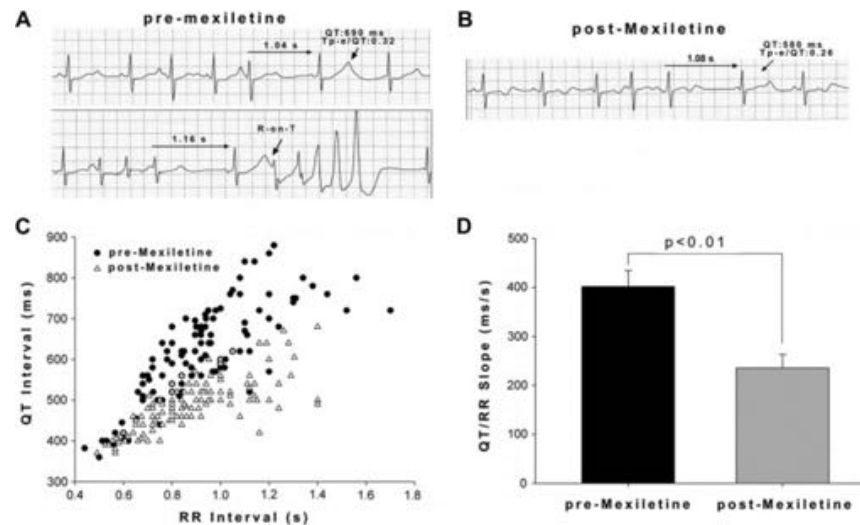 A
pre-mexiletine
1.04 s
QT:690 ms
Tp-e/QT:0.32
1.16 s
R-on-T
B
post-Mexiletine
1.08 s
QT:580 ms
Tp-e/QT:0.26
C
900
800
700
600
500
400
300
QT Interval (ms)
pre-Mexiletine
post-Mexiletine
0.4 0.6 0.8 1.0 1.2 1.4 1.6 1.8
RR Interval (s)
D
500
400
300
200
100
0
QT/RR Slope (ms/s)
p<0.01
pre-Mexiletine post-Mexiletine